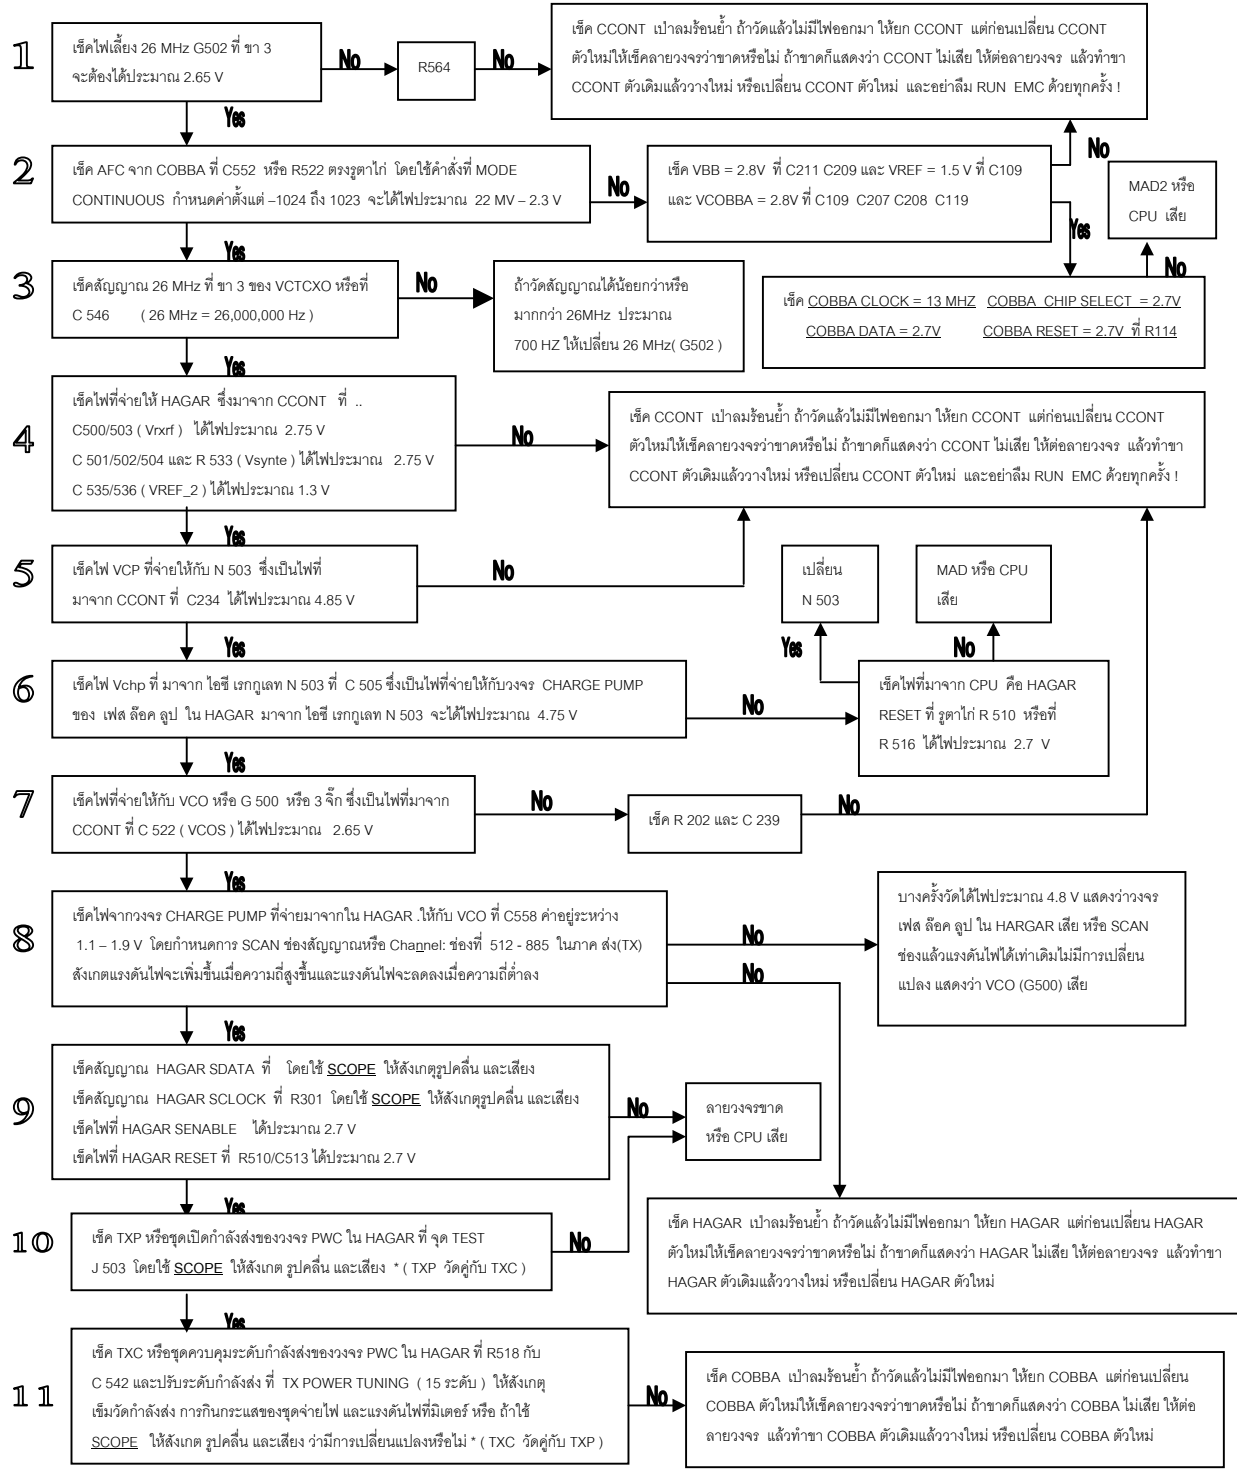 1
เช็คไฟเลี้ยง 26 MHz G502 ที่ ขา 3
จะต้องได้ประมาณ 2.65 V
No
R564
No
เช็ค CCONT เป่าลมร้อนย้ำ ถ้าวัดแล้วไม่มีไฟออกมา ให้ยก CCONT แต่ก่อนเปลี่ยน CCONT
ตัวใหม่ให้เช็คลายวงจรว่าขาดหรือไม่ ถ้าขาดก็แสดงว่า CCONT ไม่เสีย ให้ต่อลายวงจร แล้วทำขา
CCONT ตัวเดิมแล้ววางใหม่ หรือเปลี่ยน CCONT ตัวใหม่ และอย่าลืม RUN EMC ด้วยทุกครั้ง !
Yes
2
เช็ค AFC จาก COBBA ที่ C552 หรือ R522 ตรงรูตาไก่ โดยใช้คำสั่งที่ MODE
CONTINUOUS กำหนดค่าตั้งแต่ –1024 ถึง 1023 จะได้ไฟประมาณ 22 MV – 2.3 V
No
เช็ค VBB = 2.8V ที่ C211 C209 และ VREF = 1.5 V ที่ C109
และ VCOBBA = 2.8V ที่ C109 C207 C208 C119
No
Yes
MAD2 หรือ
CPU เสีย
No
เช็ค COBBA CLOCK = 13 MHZ COBBA CHIP SELECT = 2.7V
COBBA DATA = 2.7V COBBA RESET = 2.7V ที่ R114
Yes
3
เช็คสัญญาณ 26 MHz ที่ ขา 3 ของ VCTCXO หรือที่
C 546 ( 26 MHz = 26,000,000 Hz )
No
ถ้าวัดสัญญาณได้น้อยกว่าหรือ
มากกว่า 26MHz ประมาณ
700 HZ ให้เปลี่ยน 26 MHz( G502 )
Yes
4
เช็คไฟที่จ่ายให้ HAGAR ซึ่งมาจาก CCONT ที่ ..
C500/503 ( Vrxrf ) ได้ไฟประมาณ 2.75 V
C 501/502/504 และ R 533 ( Vsynte ) ได้ไฟประมาณ 2.75 V
C 535/536 ( VREF_2 ) ได้ไฟประมาณ 1.3 V
No
เช็ค CCONT เป่าลมร้อนย้ำ ถ้าวัดแล้วไม่มีไฟออกมา ให้ยก CCONT แต่ก่อนเปลี่ยน CCONT
ตัวใหม่ให้เช็คลายวงจรว่าขาดหรือไม่ ถ้าขาดก็แสดงว่า CCONT ไม่เสีย ให้ต่อลายวงจร แล้วทำขา
CCONT ตัวเดิมแล้ววางใหม่ หรือเปลี่ยน CCONT ตัวใหม่ และอย่าลืม RUN EMC ด้วยทุกครั้ง !
Yes
5
เช็คไฟ VCP ที่จ่ายให้กับ N 503 ซึ่งเป็นไฟที่
มาจาก CCONT ที่ C234 ได้ไฟประมาณ 4.85 V
No
เปลี่ยน
N 503
MAD หรือ CPU
เสีย
Yes
Yes
No
6
เช็คไฟ Vchp ที่ มาจาก ไอซี เรกกูเลท N 503 ที่ C 505 ซึ่งเป็นไฟที่จ่ายให้กับวงจร CHARGE PUMP
ของ เฟส ล๊อค ลูป ใน HAGAR มาจาก ไอซี เรกกูเลท N 503 จะได้ไฟประมาณ 4.75 V
No
เช็คไฟที่มาจาก CPU คือ HAGAR
RESET ที่ รูตาไก่ R 510 หรือที่
R 516 ได้ไฟประมาณ 2.7 V
Yes
7
เช็คไฟที่จ่ายให้กับ VCO หรือ G 500 หรือ 3 จิ๊ก ซึ่งเป็นไฟที่มาจาก
CCONT ที่ C 522 ( VCOS ) ได้ไฟประมาณ 2.65 V
No
เช็ค R 202 และ C 239
No
Yes
8
เช็คไฟจากวงจร CHARGE PUMP ที่จ่ายมาจากใน HAGAR .ให้กับ VCO ที่ C558 ค่าอยู่ระหว่าง
1.1 – 1.9 V โดยกำหนดการ SCAN ช่องสัญญาณหรือ Channel: ช่องที่ 512 - 885 ในภาค ส่ง(TX)
สังเกตแรงดันไฟจะเพิ่มขึ้นเมื่อความถี่สูงขึ้นและแรงดันไฟจะลดลงเมื่อความถี่ต่ำลง
No
No
บางครั้งวัดได้ไฟประมาณ 4.8 V แสดงว่าวงจร
เฟส ล๊อค ลูป ใน HARGAR เสีย หรือ SCAN
ช่องแล้วแรงดันไฟได้เท่าเดิมไม่มีการเปลี่ยน
แปลง แสดงว่า VCO (G500) เสีย
Yes
9
เช็คสัญญาณ HAGAR SDATA ที่ โดยใช้ SCOPE ให้สังเกตุรูปคลื่น และเสียง
เช็คสัญญาณ HAGAR SCLOCK ที่ R301 โดยใช้ SCOPE ให้สังเกตุรูปคลื่น และเสียง
เช็คไฟที่ HAGAR SENABLE ได้ประมาณ 2.7 V
เช็คไฟที่ HAGAR RESET ที่ R510/C513 ได้ประมาณ 2.7 V
No
ลายวงจรขาด
หรือ CPU เสีย
Yes
10
เช็ค TXP หรือชุดเปิดกำลังส่งของวงจร PWC ใน HAGAR ที่ จุด TEST
J 503 โดยใช้ SCOPE ให้สังเกต รูปคลื่น และเสียง * ( TXP วัดคู่กับ TXC )
No
เช็ค HAGAR เป่าลมร้อนย้ำ ถ้าวัดแล้วไม่มีไฟออกมา ให้ยก HAGAR แต่ก่อนเปลี่ยน HAGAR
ตัวใหม่ให้เช็คลายวงจรว่าขาดหรือไม่ ถ้าขาดก็แสดงว่า HAGAR ไม่เสีย ให้ต่อลายวงจร แล้วทำขา
HAGAR ตัวเดิมแล้ววางใหม่ หรือเปลี่ยน HAGAR ตัวใหม่
Yes
11
เช็ค TXC หรือชุดควบคุมระดับกำลังส่งของวงจร PWC ใน HAGAR ที่ R518 กับ
C 542 และปรับระดับกำลังส่ง ที่ TX POWER TUNING ( 15 ระดับ ) ให้สังเกตุ
เข็มวัดกำลังส่ง การกินกระแสของชุดจ่ายไฟ และแรงดันไฟที่มิเตอร์ หรือ ถ้าใช้
SCOPE ให้สังเกต รูปคลื่น และเสียง ว่ามีการเปลี่ยนแปลงหรือไม่ * ( TXC วัดคู่กับ TXP )
No
เช็ค COBBA เป่าลมร้อนย้ำ ถ้าวัดแล้วไม่มีไฟออกมา ให้ยก COBBA แต่ก่อนเปลี่ยน
COBBA ตัวใหม่ให้เช็คลายวงจรว่าขาดหรือไม่ ถ้าขาดก็แสดงว่า COBBA ไม่เสีย ให้ต่อ
ลายวงจร แล้วทำขา COBBA ตัวเดิมแล้ววางใหม่ หรือเปลี่ยน COBBA ตัวใหม่